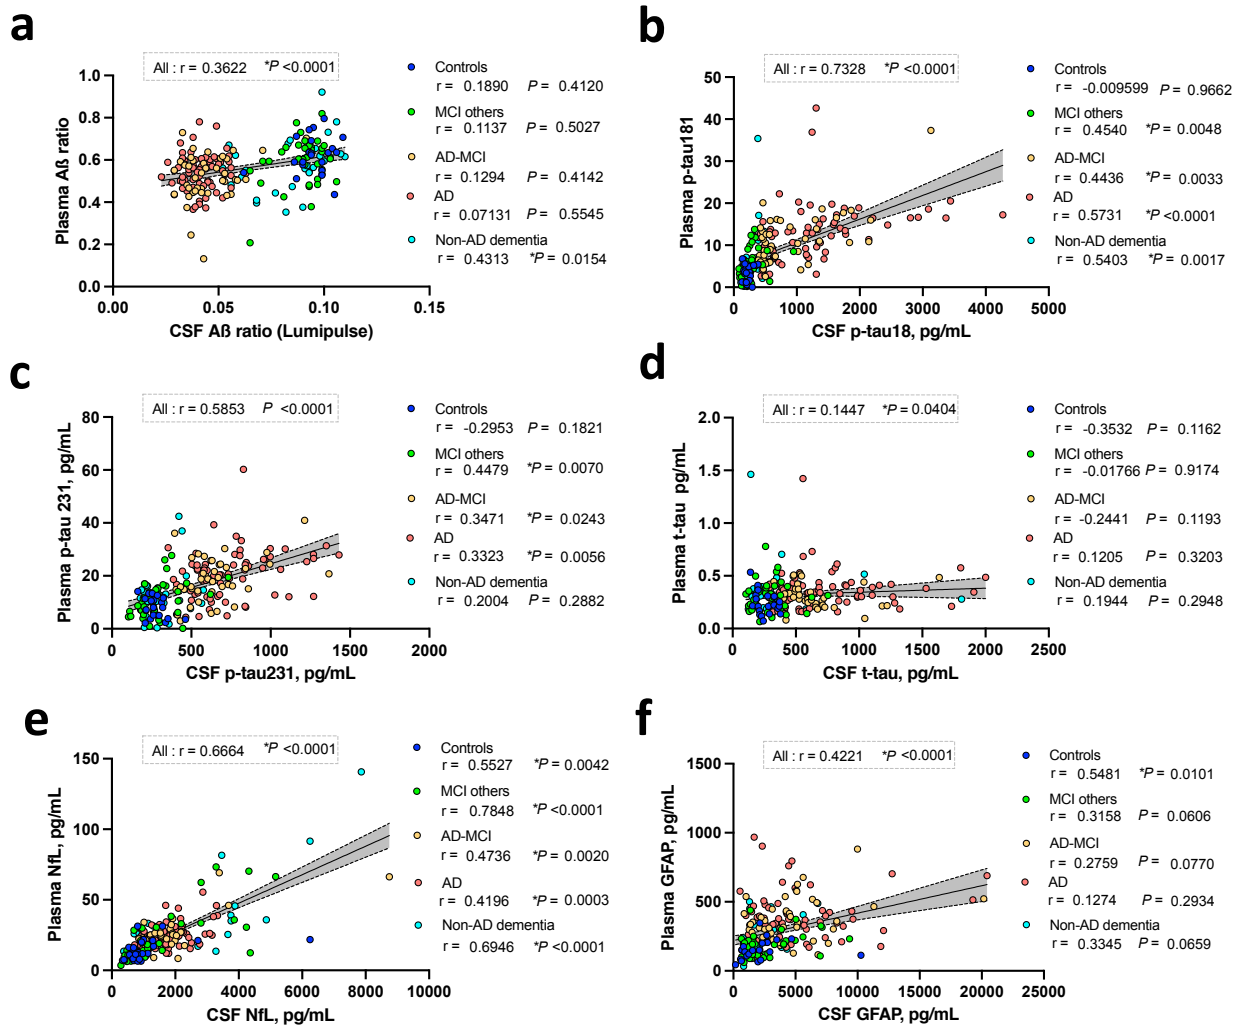 a
All : r = 0.3622 *P <0.0001
Plasma Aß ratio
1.0
0.8
0.6
0.4
0.2
0.0
0.00 0.05 0.10 0.15
CSF Aß ratio (Lumipulse)
Controls
r = 0.1890 P = 0.4120
MCI others
r = 0.1137 P = 0.5027
AD-MCI
r = 0.1294 P = 0.4142
AD
r = 0.07131 P = 0.5545
Non-AD dementia
r = 0.4313 *P = 0.0154
b
All : r = 0.7328 *P <0.0001
Plasma p-tau181
50
40
30
20
10
0
0 1000 2000 3000 4000 5000
CSF p-tau18, pg/mL
Controls
r = -0.009599 P = 0.9662
MCI others
r = 0.4540 *P = 0.0048
AD-MCI
r = 0.4436 *P = 0.0033
AD
r = 0.5731 *P <0.0001
Non-AD dementia
r = 0.5403 *P = 0.0017
c
All : r = 0.5853 P <0.0001
Plasma p-tau 231, pg/mL
80
60
40
20
0
0 500 1000 1500 2000
CSF p-tau231, pg/mL
Controls
r = -0.2953 P = 0.1821
MCI others
r = 0.4479 *P = 0.0070
AD-MCI
r = 0.3471 *P = 0.0243
AD
r = 0.3323 *P = 0.0056
Non-AD dementia
r = 0.2004 P = 0.2882
d
All : r = 0.1447 *P = 0.0404
Plasma t-tau pg/mL
2.0
1.5
1.0
0.5
0.0
0 500 1000 1500 2000 2500
CSF t-tau, pg/mL
Controls
r = -0.3532 P = 0.1162
MCI others
r = -0.01766 P = 0.9174
AD-MCI
r = -0.2441 P = 0.1193
AD
r = 0.1205 P = 0.3203
Non-AD dementia
r = 0.1944 P = 0.2948
e
All : r = 0.6664 *P <0.0001
Plasma NfL, pg/mL
150
100
50
0
0 2000 4000 6000 8000 10000
CSF NfL, pg/mL
Controls
r = 0.5527 *P = 0.0042
MCI others
r = 0.7848 *P <0.0001
AD-MCI
r = 0.4736 *P = 0.0020
AD
r = 0.4196 *P = 0.0003
Non-AD dementia
r = 0.6946 *P <0.0001
f
All : r = 0.4221 *P <0.0001
Plasma GFAP, pg/mL
1500
1000
500
0
0 5000 10000 15000 20000 25000
CSF GFAP, pg/mL
Controls
r = 0.5481 *P = 0.0101
MCI others
r = 0.3158 P = 0.0606
AD-MCI
r = 0.2759 P = 0.0770
AD
r = 0.1274 P = 0.2934
Non-AD dementia
r = 0.3345 P = 0.0659